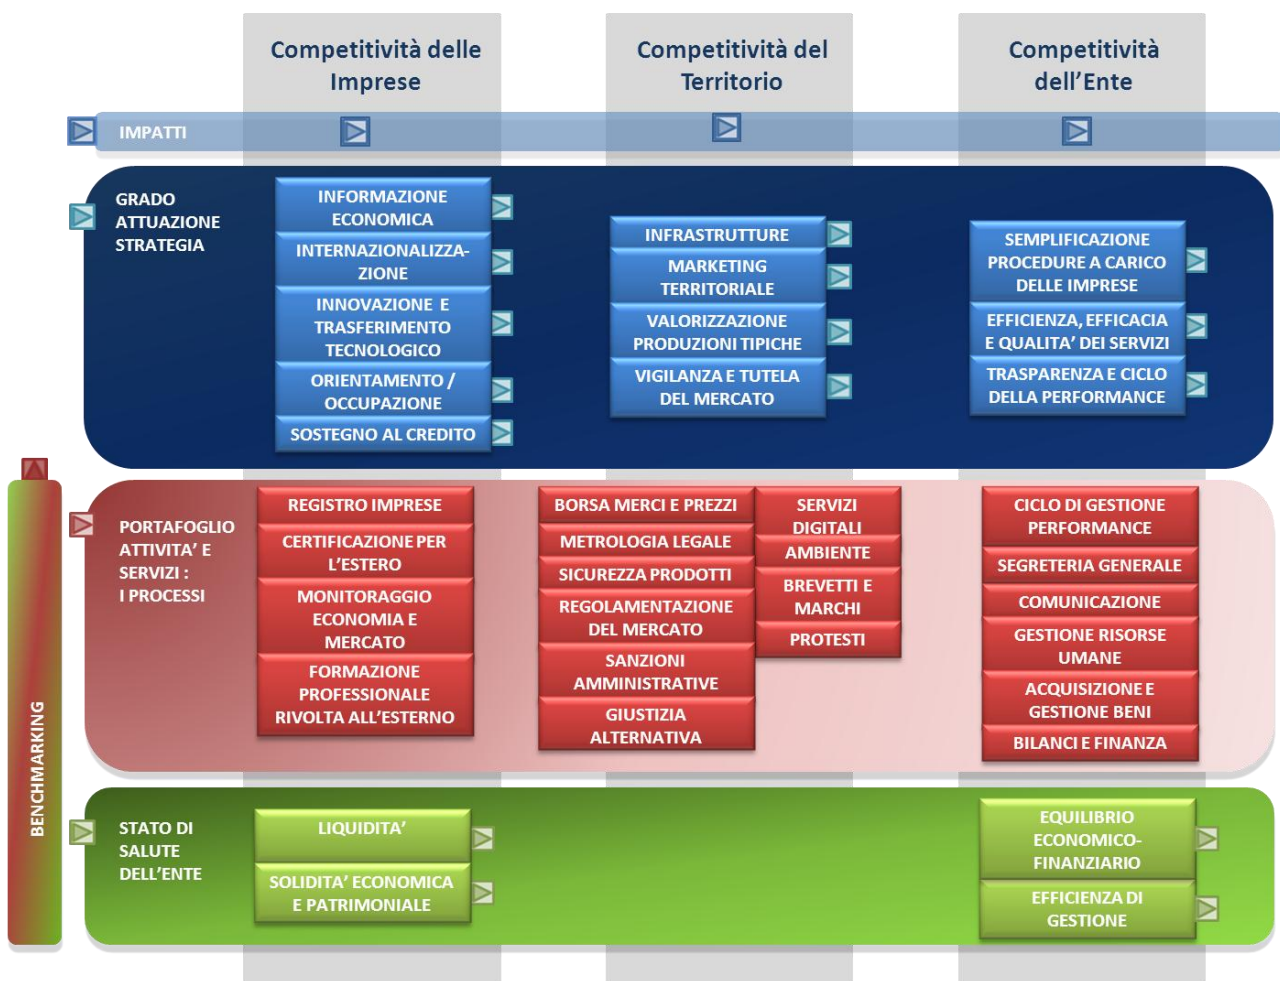 Competitività delle
Imprese
Competitività del
Territorio
Competitività
dell'Ente
IMPATTI
GRADO
ATTUAZIONE
STRATEGIA
INFORMAZIONE
ECONOMICA
INTERNAZIONALIZZA-
ZIONE
INNOVAZIONE E
TRASFERIMENTO
TECNOLOGICO
ORIENTAMENTO /
OCCUPAZIONE
SOSTEGNO AL CREDITO
INFRASTRUTTURE
MARKETING
TERRITORIALE
VALORIZZAZIONE
PRODUZIONI TIPICHE
VIGILANZA E TUTELA
DEL MERCATO
SEMPLIFICAZIONE
PROCEDURE A CARICO
DELLE IMPRESE
EFFICIENZA, EFFICACIA
E QUALITA' DEI SERVIZI
TRASPARENZA E CICLO
DELLA PERFORMANCE
BENCHMARKING
PORTAFOGLIO
ATTIVITA' E
SERVIZI :
I PROCESSI
REGISTRO IMPRESE
CERTIFICAZIONE PER
L'ESTERO
MONITORAGGIO
ECONOMIA E
MERCATO
FORMAZIONE
PROFESSIONALE
RIVOLTA ALL'ESTERNO
BORSA MERCI E PREZZI
METROLOGIA LEGALE
SICUREZZA PRODOTTI
REGOLAMENTAZIONE
DEL MERCATO
SANZIONI
AMMINISTRATIVE
GIUSTIZIA
ALTERNATIVA
SERVIZI
DIGITALI
AMBIENTE
BREVETTI E
MARCHI
PROTESTI
CICLO DI GESTIONE
PERFORMANCE
SEGRETERIA GENERALE
COMUNICAZIONE
GESTIONE RISORSE
UMANE
ACQUISIZIONE E
GESTIONE BENI
BILANCI E FINANZA
STATO DI
SALUTE
DELL'ENTE
LIQUIDITA'
SOLIDITA' ECONOMICA
E PATRIMONIALE
EQUILIBRIO
ECONOMICO-
FINANZIARIO
EFFICIENZA DI
GESTIONE